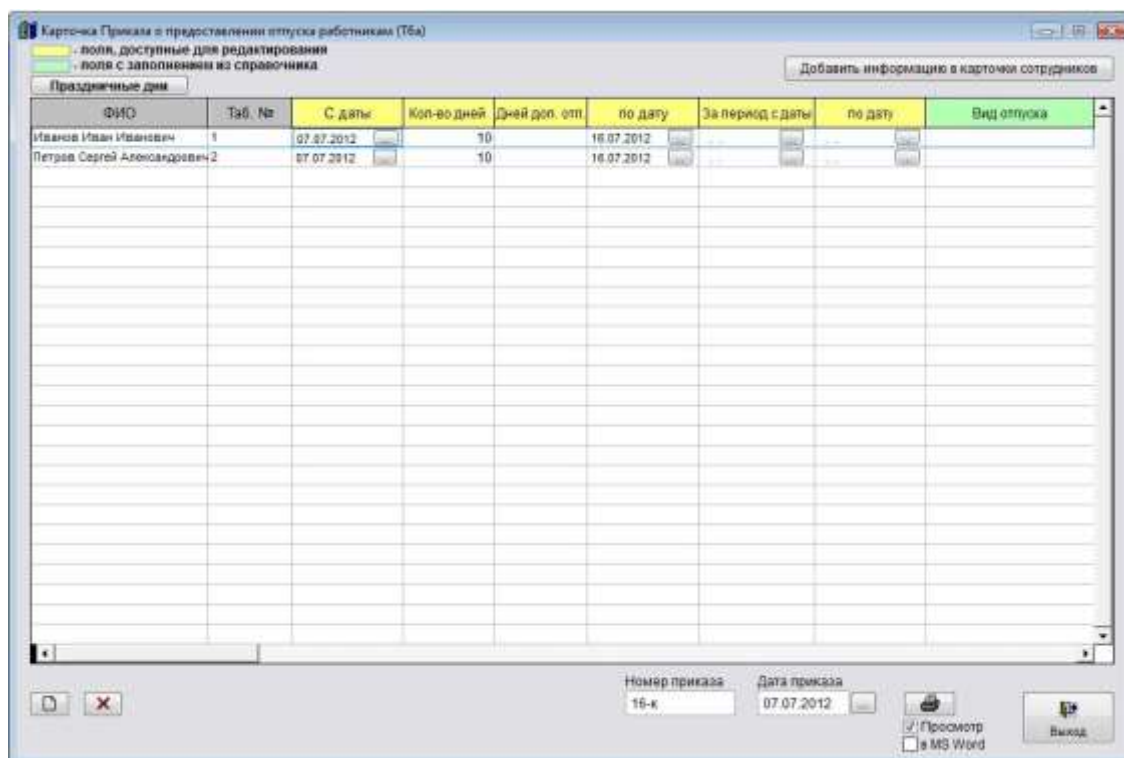 Карточка Приказа о предоставлении отпуска работникам (Т6а)
- поля, доступные для редактирования
- поля с заполнением из справочника
Добавить информацию в карточки сотрудников
Праздничные дни
ФИО Таб. № С даты Кол-во дней Дней доп. отп. по дату За период с даты по дату Вид отпуска
Иванов Иван Иванович 1 07.07.2012 ... 10 16.07.2012 ... . . ... . . ...
Петров Сергей Александрович 2 07.07.2012 ... 10 16.07.2012 ... . . ... . . ...
Номер приказа Дата приказа
16-к 07.07.2012 ...
Просмотр
в MS Word
Выход